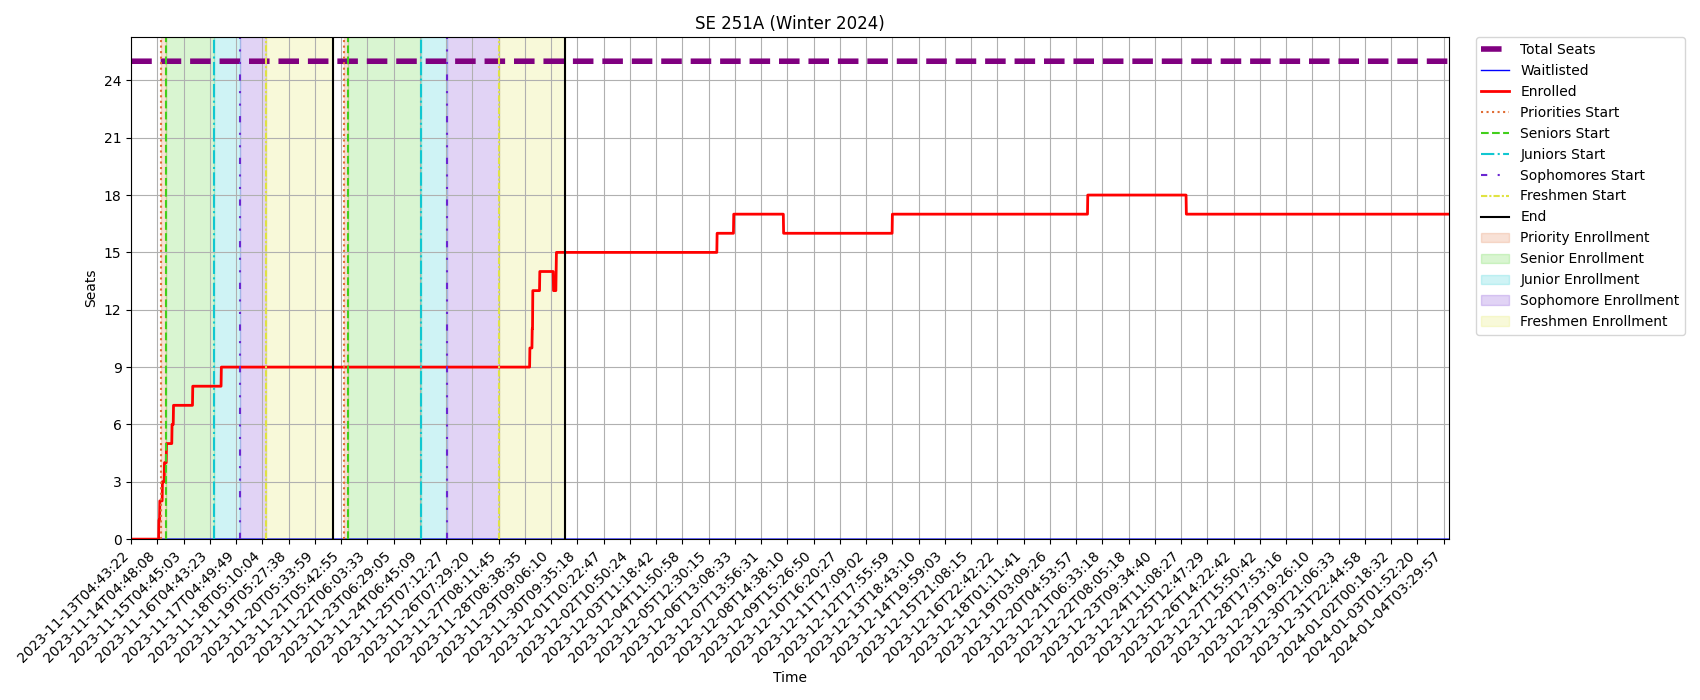 SE 251A (Winter 2024)
Seats
24
21
18
15
12
9
6
3
0
2023-11-13T04:43:22
2023-11-14T04:48:08
2023-11-15T04:45:03
2023-11-16T04:43:23
2023-11-17T04:49:49
2023-11-18T05:10:04
2023-11-19T05:27:38
2023-11-20T05:33:59
2023-11-21T05:42:55
2023-11-22T06:03:33
2023-11-23T06:29:05
2023-11-24T06:45:09
2023-11-25T07:12:27
2023-11-26T07:29:20
2023-11-27T08:11:45
2023-11-28T08:38:35
2023-11-29T09:06:10
2023-11-30T09:35:18
2023-12-01T10:22:47
2023-12-02T10:50:24
2023-12-03T11:18:42
2023-12-04T11:50:58
2023-12-05T12:30:15
2023-12-06T13:08:33
2023-12-07T13:56:31
2023-12-08T14:38:10
2023-12-09T15:26:50
2023-12-10T16:20:27
2023-12-11T17:09:02
2023-12-12T17:55:59
2023-12-13T18:43:10
2023-12-14T19:59:03
2023-12-15T21:08:15
2023-12-16T22:42:22
2023-12-18T01:11:41
2023-12-19T03:09:26
2023-12-20T04:53:57
2023-12-21T06:33:18
2023-12-22T08:05:18
2023-12-23T09:34:40
2023-12-24T11:08:27
2023-12-25T12:47:29
2023-12-26T14:22:42
2023-12-27T15:50:42
2023-12-28T17:53:16
2023-12-29T19:26:10
2023-12-30T21:06:33
2023-12-31T22:44:58
2024-01-02T00:18:32
2024-01-03T01:52:20
2024-01-04T03:29:57
Time
Total Seats
Waitlisted
Enrolled
Priorities Start
Seniors Start
Juniors Start
Sophomores Start
Freshmen Start
End
Priority Enrollment
Senior Enrollment
Junior Enrollment
Sophomore Enrollment
Freshmen Enrollment